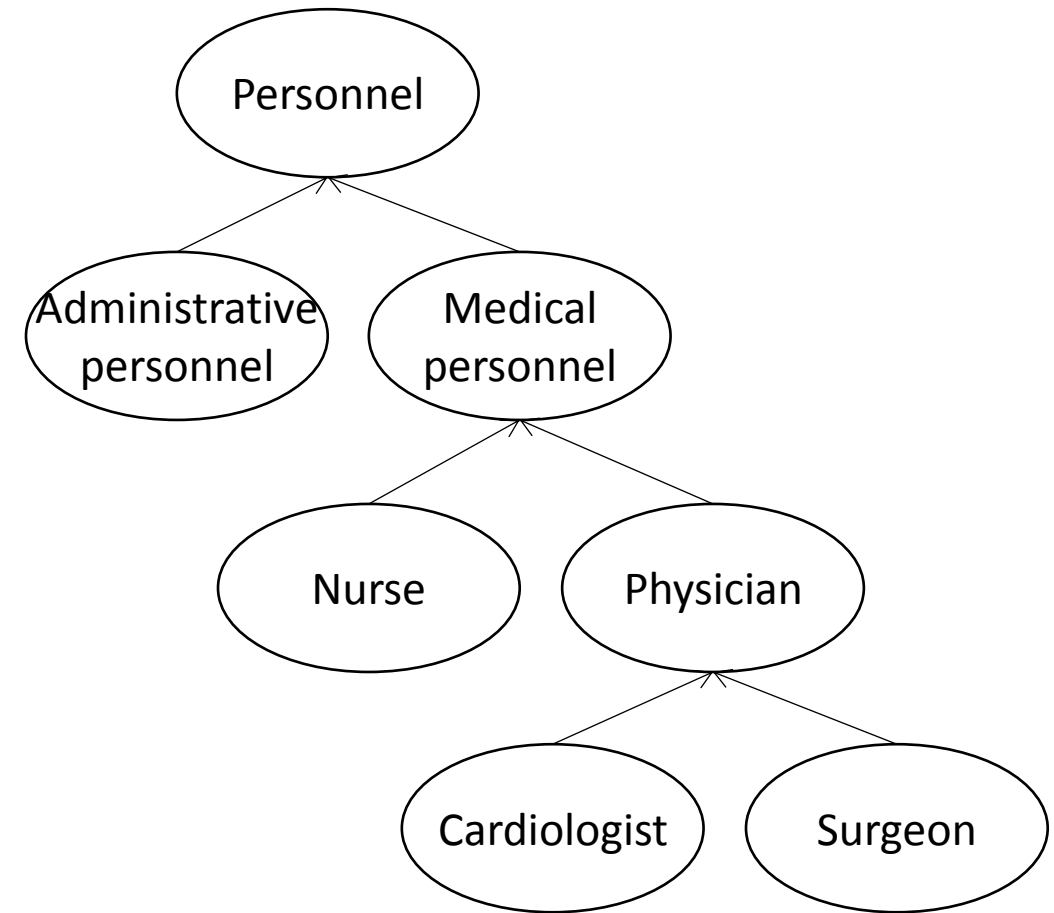 Personnel
Administrative
personnel
Medical
personnel
Nurse
Physician
Cardiologist
Surgeon